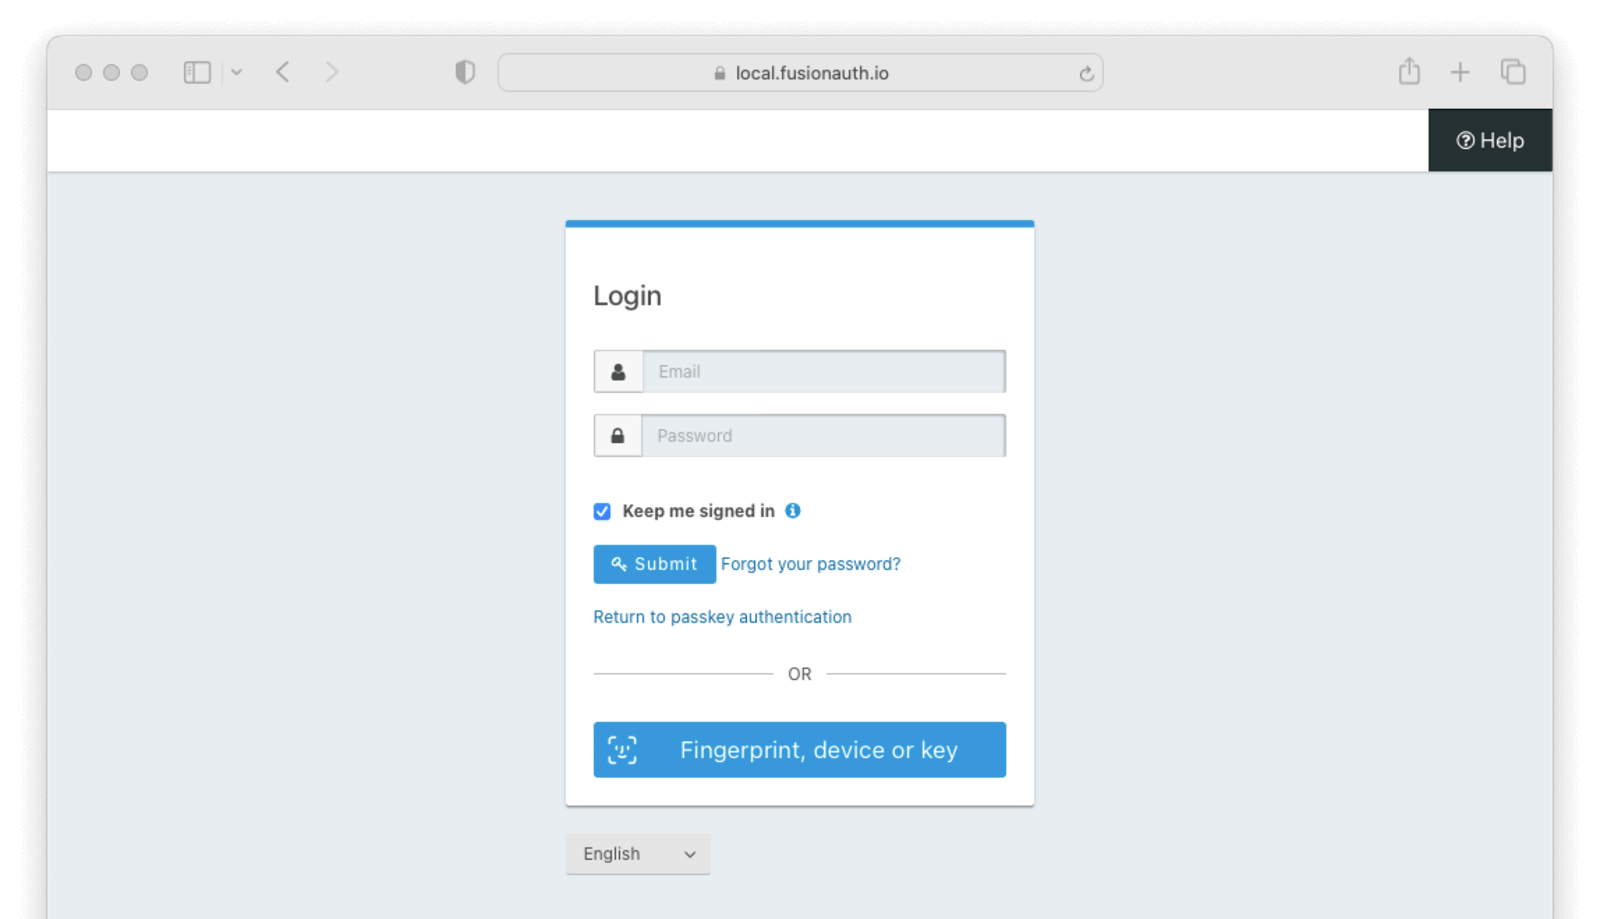 local.fusionauth.io
Help
Login
Email
Password
Keep me signed in
Submit Forgot your password?
Return to passkey authentication
OR
Fingerprint, device or key
English